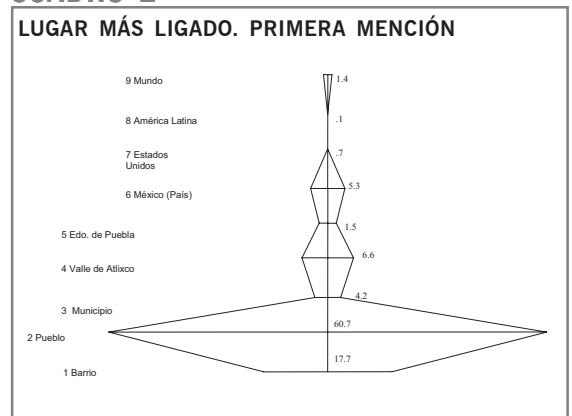 LUGAR MÁS LIGADO. PRIMERA MENCIÓN
9 Mundo
1.4
8 América Latina
.1
7 Estados
Unidos
.7
6 México (País)
5.3
5 Edo. de Puebla
1.5
4 Valle de Atlixco
6.6
3 Municipio
4.2
2 Pueblo
60.7
1 Barrio
17.7